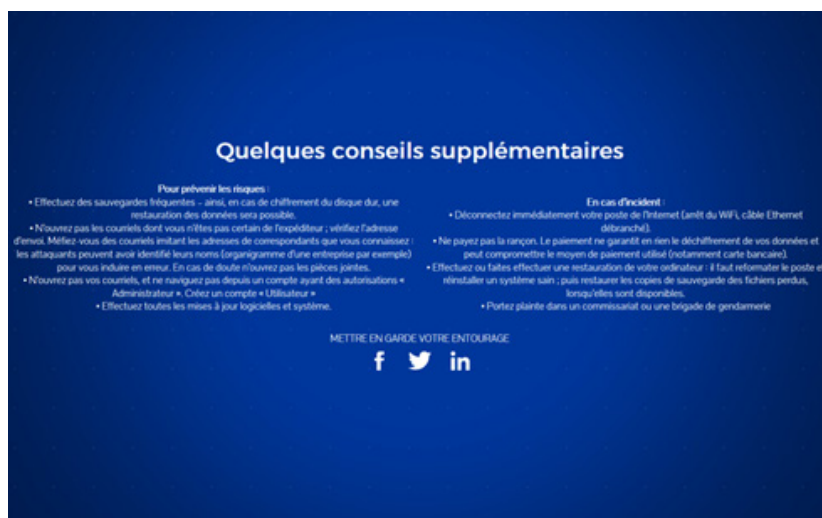 Quelques conseils supplémentaires
Pour prévenir les risques :
• Effectuez des sauvegardes fréquentes – ainsi, en cas de chiffrement du disque dur, une
restauration des données sera possible.
• N'ouvrez pas les courriels dont vous n'êtes pas certain de l'expéditeur ; vérifiez l'adresse
d'envoi. Méfiez-vous des courriels imitant les adresses de correspondants que vous connaissez :
les attaquants peuvent avoir identifié leurs noms (organigramme d'une entreprise par exemple)
pour vous induire en erreur. En cas de doute n'ouvrez pas les pièces jointes.
• N'ouvrez pas vos courriels, et ne naviguez pas depuis un compte ayant des autorisations «
Administrateur ». Créez un compte « Utilisateur »
• Effectuez toutes les mises à jour logicielles et système.
En cas d'incident :
• Déconnectez immédiatement votre poste de l'Internet (arrêt du WiFi, câble Ethernet
débranché).
• Ne payez pas la rançon. Le paiement ne garantit en rien le déchiffrement de vos données et
peut compromettre le moyen de paiement utilisé (notamment carte bancaire).
• Effectuez ou faites effectuer une restauration de votre ordinateur : il faut reformater le poste e
réinstaller un système sain ; puis restaurer les copies de sauvegarde des fichiers perdus,
lorsqu'elles sont disponibles.
• Portez plainte dans un commissariat ou une brigade de gendarmerie
METTRE EN GARDE VOTRE ENTOURAGE